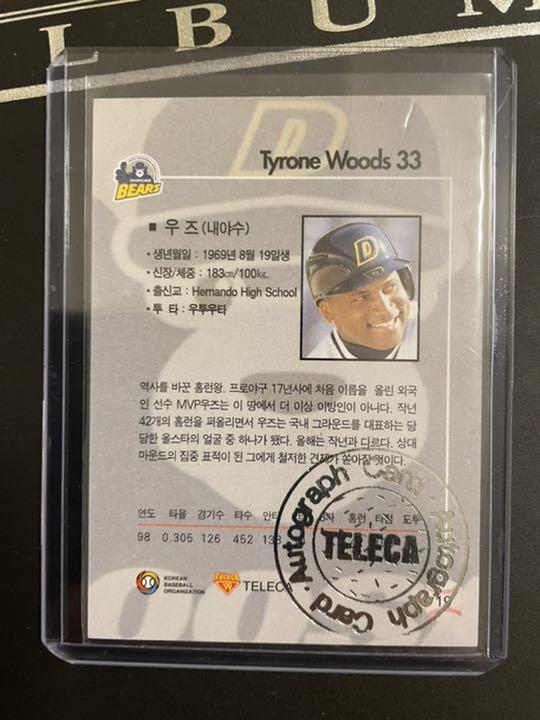 LBUM
Tyrone Woods 33
BEARS
■ 우 즈 (내야수)
• 생년월일 : 1969년 8월 19일생
• 신장/체중 : 183㎝/100㎏.
• 출신교 : Hernando High School
• 투 타 : 우투우타
D
역사를 바꾼 홈런왕. 프로야구 17년사에 처음 이름을 올린 외국
인 선수 MVP우즈는 이 땅에서 더 이상 이방인이 아니다. 작년
42개의 홈런을 퍼올리면서 우즈는 국내 그라운드를 대표하는 당
당한 올스타의 얼굴 중 하나가 됐다. 올해는 작년과 다르다. 상대
마운드의 집중 표적이 된 그에게 철저한 견제가 쏟아질 것이다.
연도 타율 경기수 타수 안타 홈런 타점 도루
98 0.305 126 452 138
Autograph Card · Autograph Card ·
TELECA
KOREAN
BASEBALL
ORGANIZATION
TELECA
19